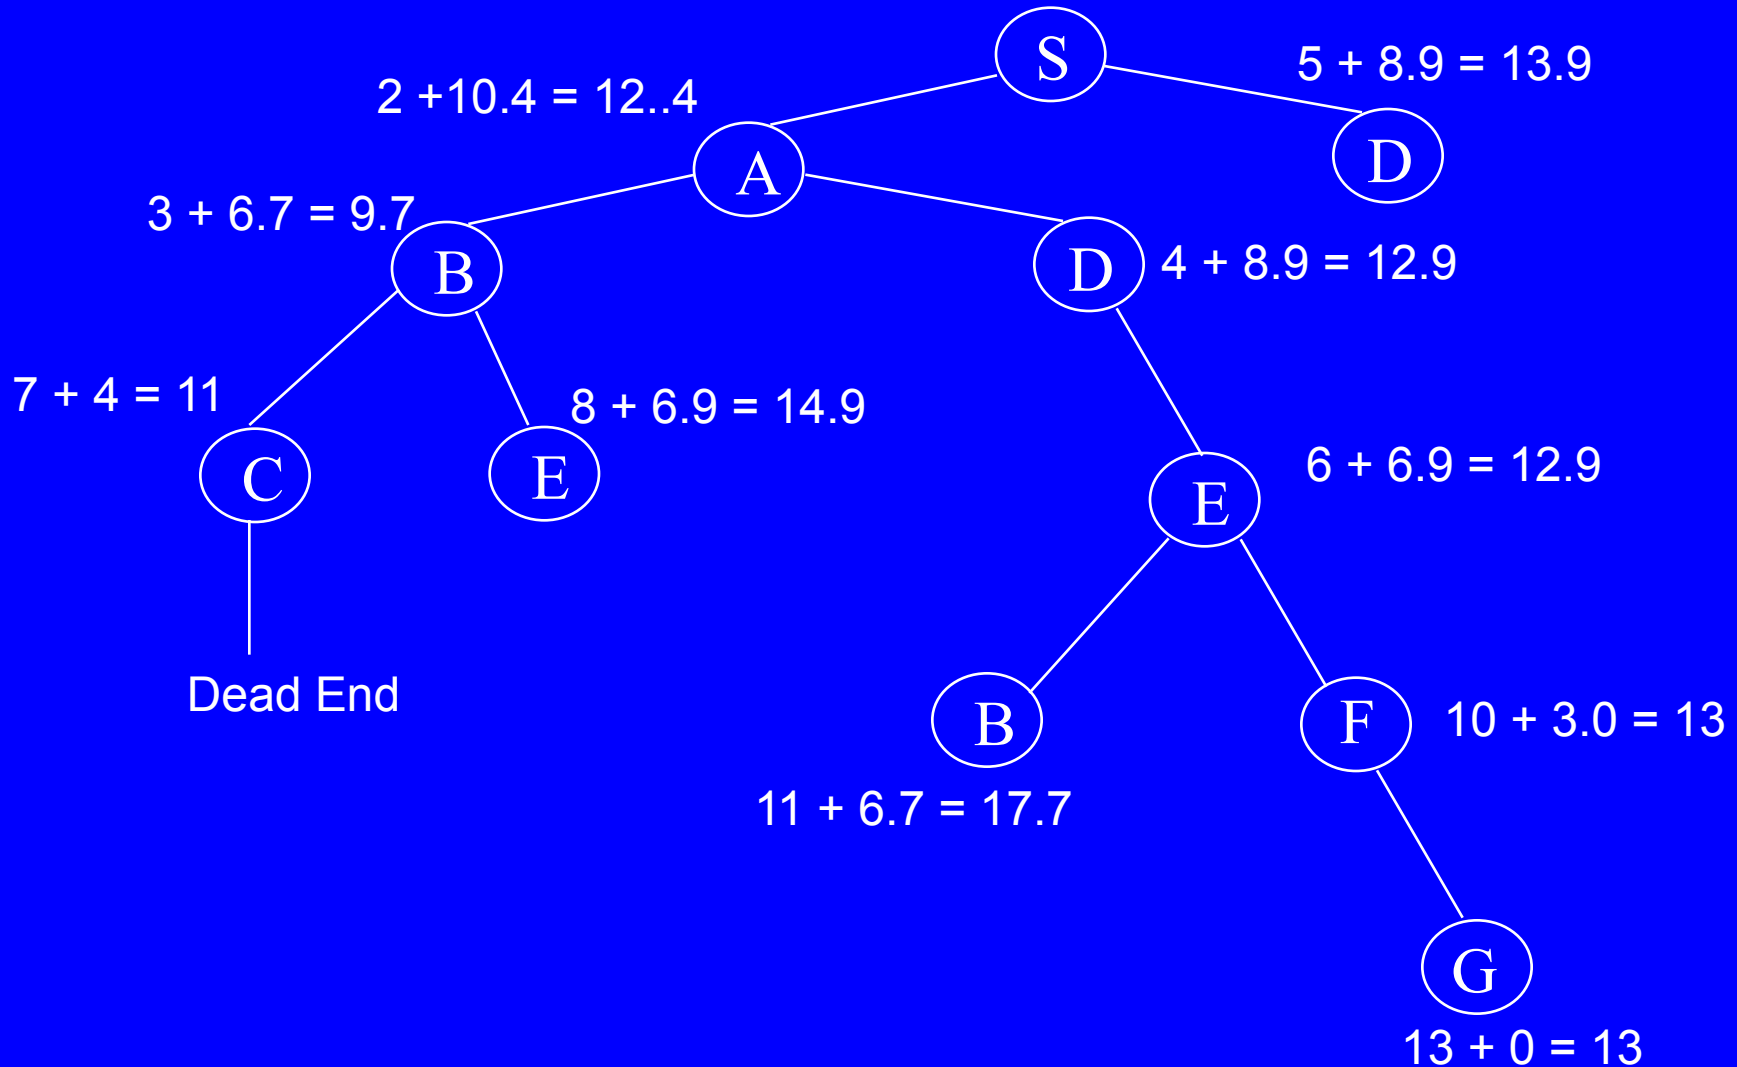 S
5 + 8.9 = 13.9
2 +10.4 = 12..4
A
D
3 + 6.7 = 9.7
B
D
4 + 8.9 = 12.9
7 + 4 = 11
8 + 6.9 = 14.9
C
E
6 + 6.9 = 12.9
E
Dead End
B
F
10 + 3.0 = 13
11 + 6.7 = 17.7
G
13 + 0 = 13